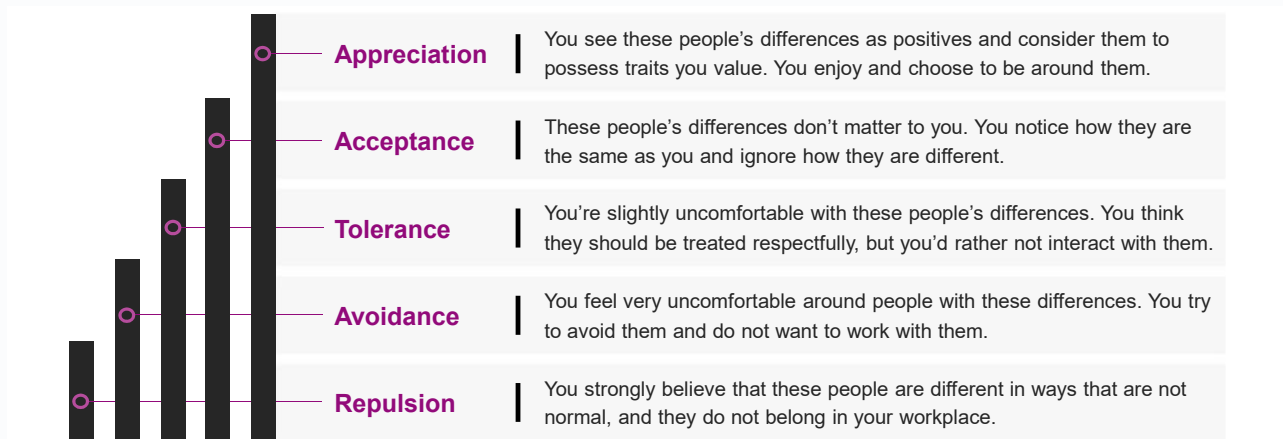 Appreciation
You see these people’s differences as positives and consider them to
possess traits you value. You enjoy and choose to be around them.
Acceptance
These people’s differences don’t matter to you. You notice how they are
the same as you and ignore how they are different.
Tolerance
You’re slightly uncomfortable with these people’s differences. You think
they should be treated respectfully, but you’d rather not interact with them.
Avoidance
You feel very uncomfortable around people with these differences. You try
to avoid them and do not want to work with them.
Repulsion
You strongly believe that these people are different in ways that are not
normal, and they do not belong in your workplace.